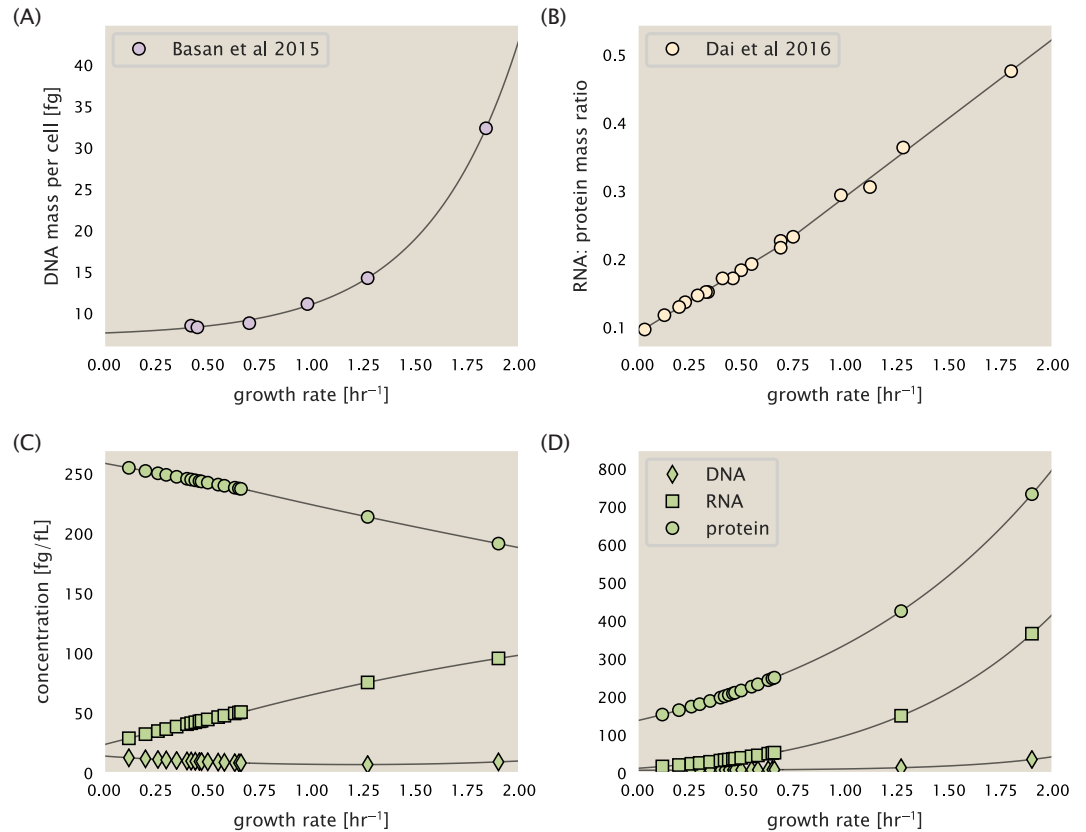 (A)
Basan et al 2015
DNA mass per cell [fg]
40
35
30
25
20
15
10
0.00 0.25 0.50 0.75 1.00 1.25 1.50 1.75 2.00
growth rate [hr⁻¹]
(B)
Dai et al 2016
RNA: protein mass ratio
0.5
0.4
0.3
0.2
0.1
0.00 0.25 0.50 0.75 1.00 1.25 1.50 1.75 2.00
growth rate [hr⁻¹]
(C)
concentration [fg/fL]
250
200
150
100
50
0
0.00 0.25 0.50 0.75 1.00 1.25 1.50 1.75 2.00
growth rate [hr⁻¹]
(D)
DNA
RNA
protein
800
700
600
500
400
300
200
100
0
0.00 0.25 0.50 0.75 1.00 1.25 1.50 1.75 2.00
growth rate [hr⁻¹]